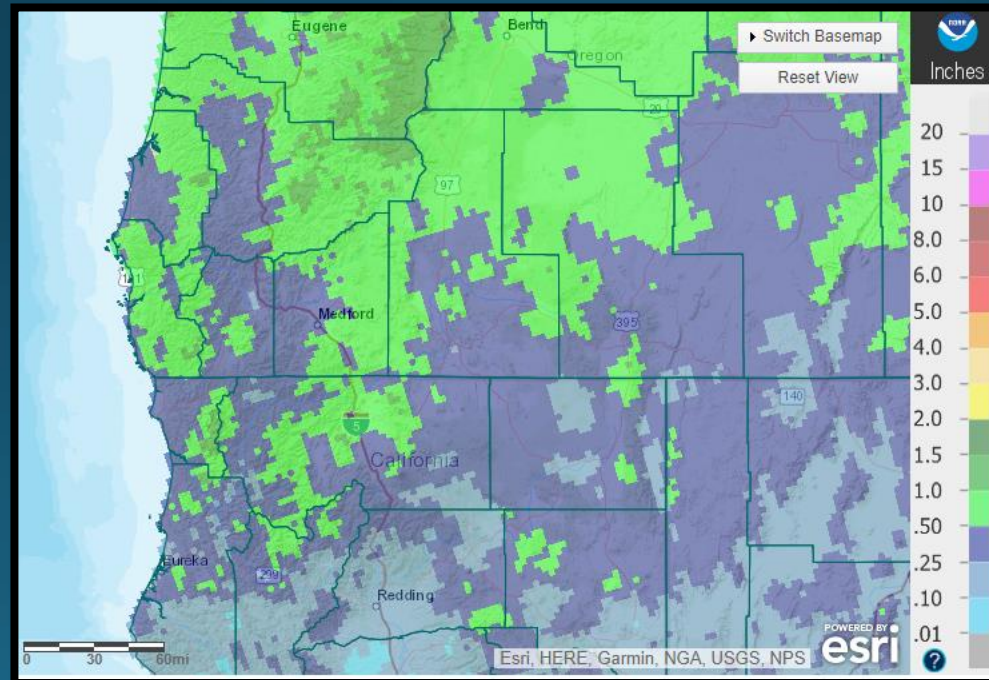 Eugene
Bend
Oregon
Switch Basemap
Reset View
noaa
Inches
20
97
20
15
10
8.0
6.0
5.0
4.0
3.0
2.0
1.5
1.0
.50
.25
.10
.01
Medford
395
140
5
California
Eureka
299
Redding
0 30 60mi
Esri, HERE, Garmin, NGA, USGS, NPS
POWERED BY
esri
?